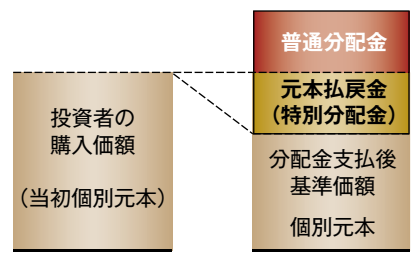 投資者の
購入価額
（当初個別元本）
普通分配金
元本払戻金
（特別分配金）
分配金支払後
基準価額
個別元本